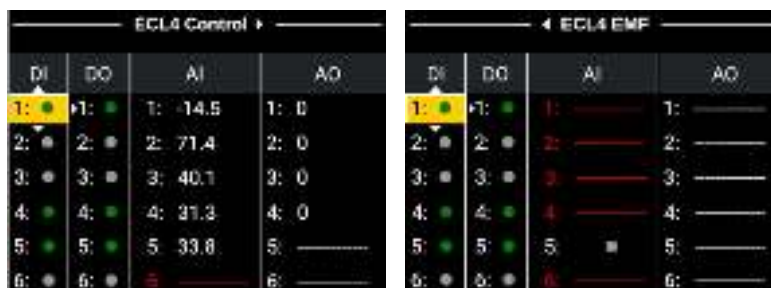 ECL4 Control
DI DO AI AO
1: 1: 1: -14.5 1: 0
2: 2: 2: 71.4 2: 0
3: 3: 3: 40.1 3: 0
4: 4: 4: 31.3 4: 0
5: 5: 5: 33.8 5:
6: 6: 6: 6:
ECL4 EMF
DI DO AI AO
1: 1: 1: 1:
2: 2: 2: 2:
3: 3: 3: 3:
4: 4: 4: 4:
5: 5: 5: 5:
6: 6: 6: 6: